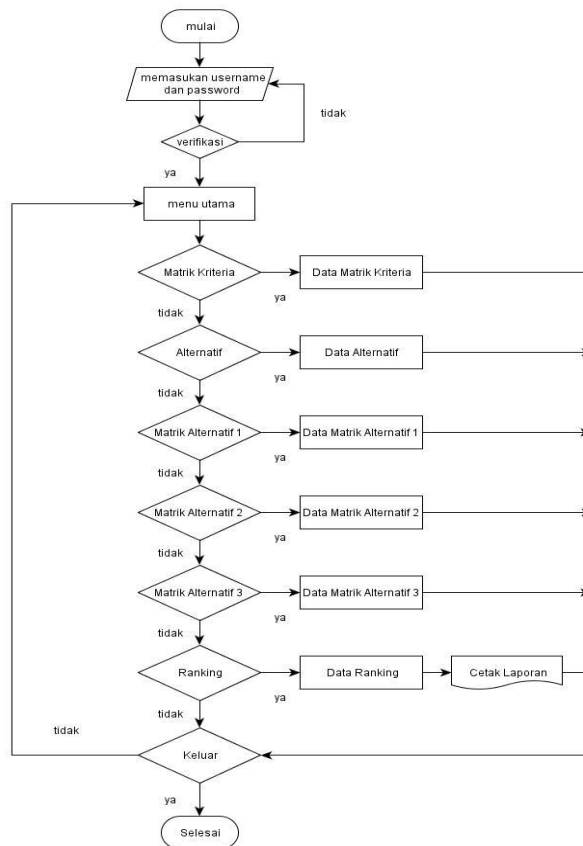 mulai
memasukan username
dan password
tidak
verifikasi
ya
menu utama
Matrik Kriteria
Data Matrik Kriteria
ya
tidak
Alternatif
Data Alternatif
ya
tidak
Matrik Alternatif 1
Data Matrik Alternatif 1
ya
tidak
Matrik Alternatif 2
Data Matrik Alternatif 2
ya
tidak
Matrik Alternatif 3
Data Matrik Alternatif 3
ya
tidak
Ranking
Data Ranking
Cetak Laporan
ya
tidak
tidak
Keluar
ya
Selesai